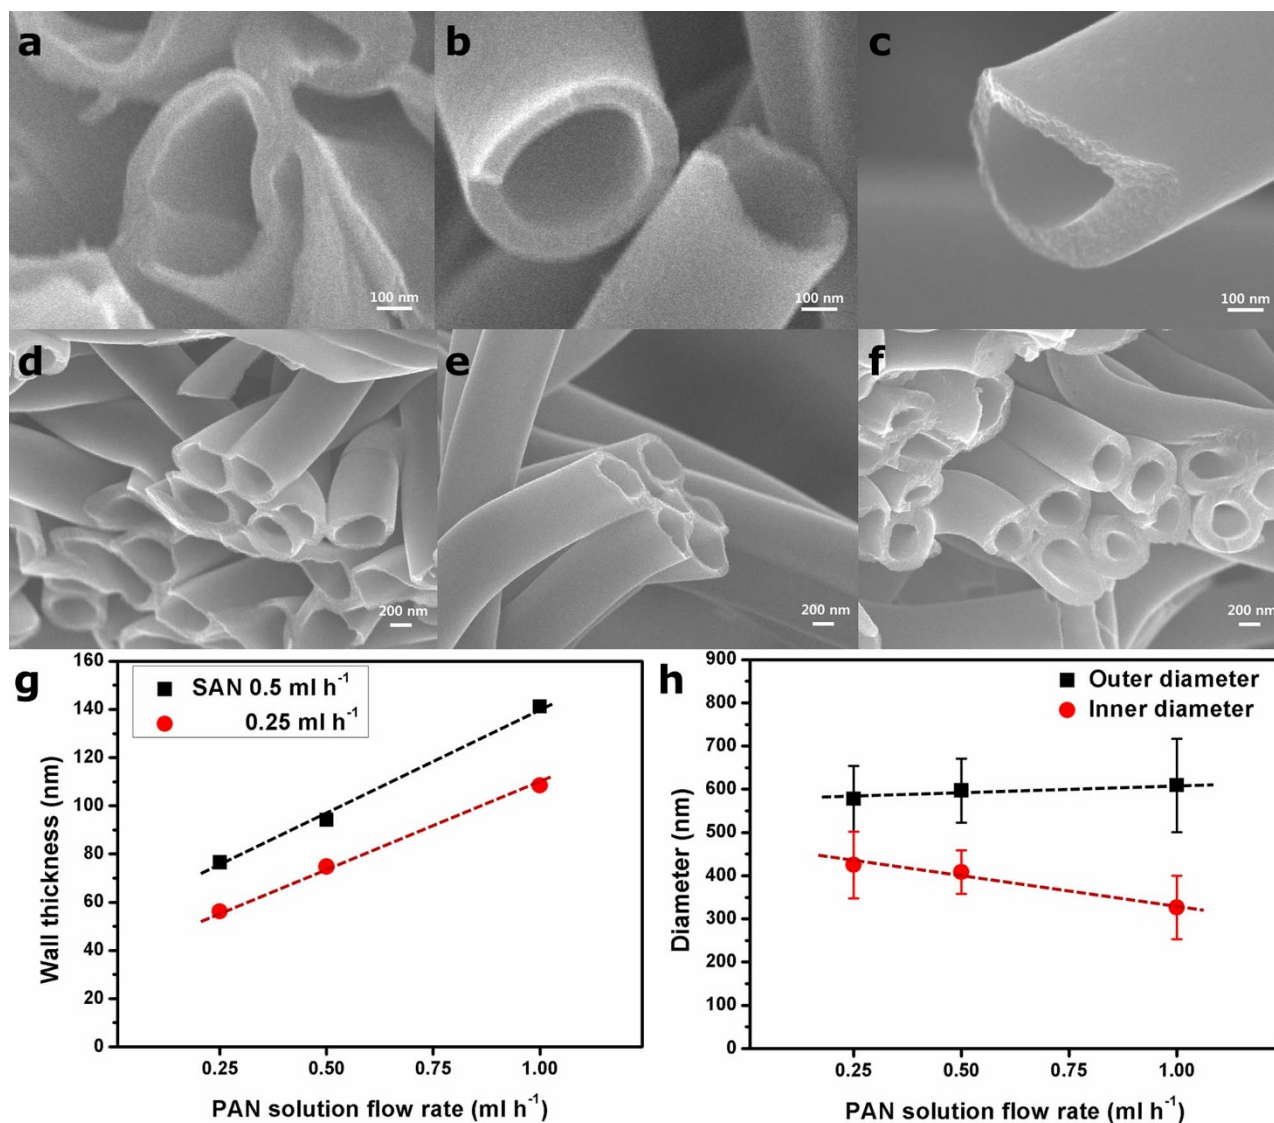 a
b
c
100 nm
100 nm
100 nm
d
e
f
200 nm
200 nm
200 nm
g
160
140
120
100
80
60
40
20
0
Wall thickness (nm)
SAN 0.5 ml h⁻¹
0.25 ml h⁻¹
0.25
0.50
0.75
1.00
PAN solution flow rate (ml h⁻¹)
h
900
800
700
600
500
400
300
200
100
0
Diameter (nm)
Outer diameter
Inner diameter
0.25
0.50
0.75
1.00
PAN solution flow rate (ml h⁻¹)